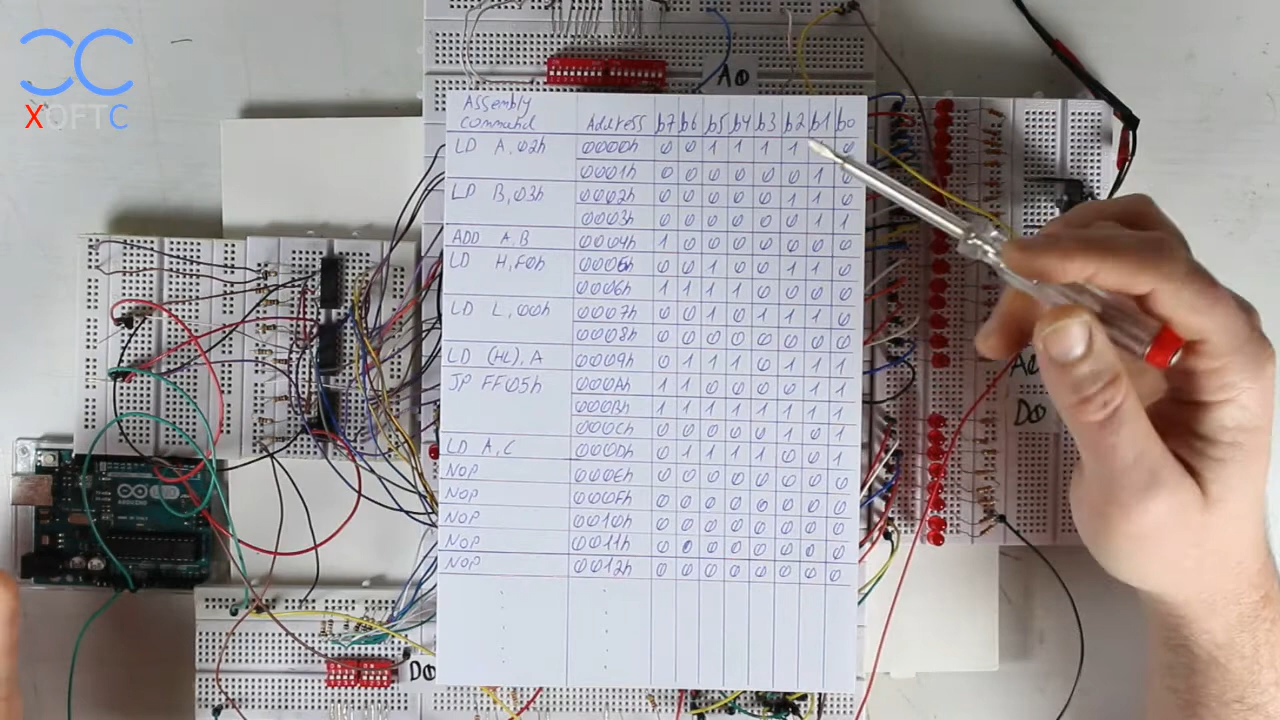 XOFTC
A0
Assembly
command Address b7 b6 b5 b4 b3 b2 b1 b0
LD A,02h 0000h 0 0 1 1 1 1 0
0001h 0 0 0 0 0 0 1 0
LD B,03h 0002h 0 0 0 0 0 1 1 0
0003h 0 0 0 0 0 0 1 1
ADD A,B 0004h 1 0 0 0 0 0 0 0
LD H,F0h 0005h 0 0 1 0 0 1 1 0
0006h 1 1 1 1 0 0 0 0
LD L,00h 0007h 0 0 1 0 1 1 1 0
0008h 0 0 0 0 0 0 0 0
LD (HL),A 0009h 0 1 1 1 0 1 1 1
JP FF05h 000Ah 1 1 0 0 0 0 1 1
000Bh 1 1 1 1 1 1 1 1
000Ch 0 0 0 0 0 1 0 1
LD A,C 000Dh 0 1 1 1 1 0 0 1
NOP 000Eh 0 0 0 0 0 0 0 0
NOP 000Fh 0 0 0 0 0 0 0 0
NOP 0010h 0 0 0 0 0 0 0 0
NOP 0011h 0 0 0 0 0 0 0 0
NOP 0012h 0 0 0 0 0 0 0 0
D0
D0
ARDUINO